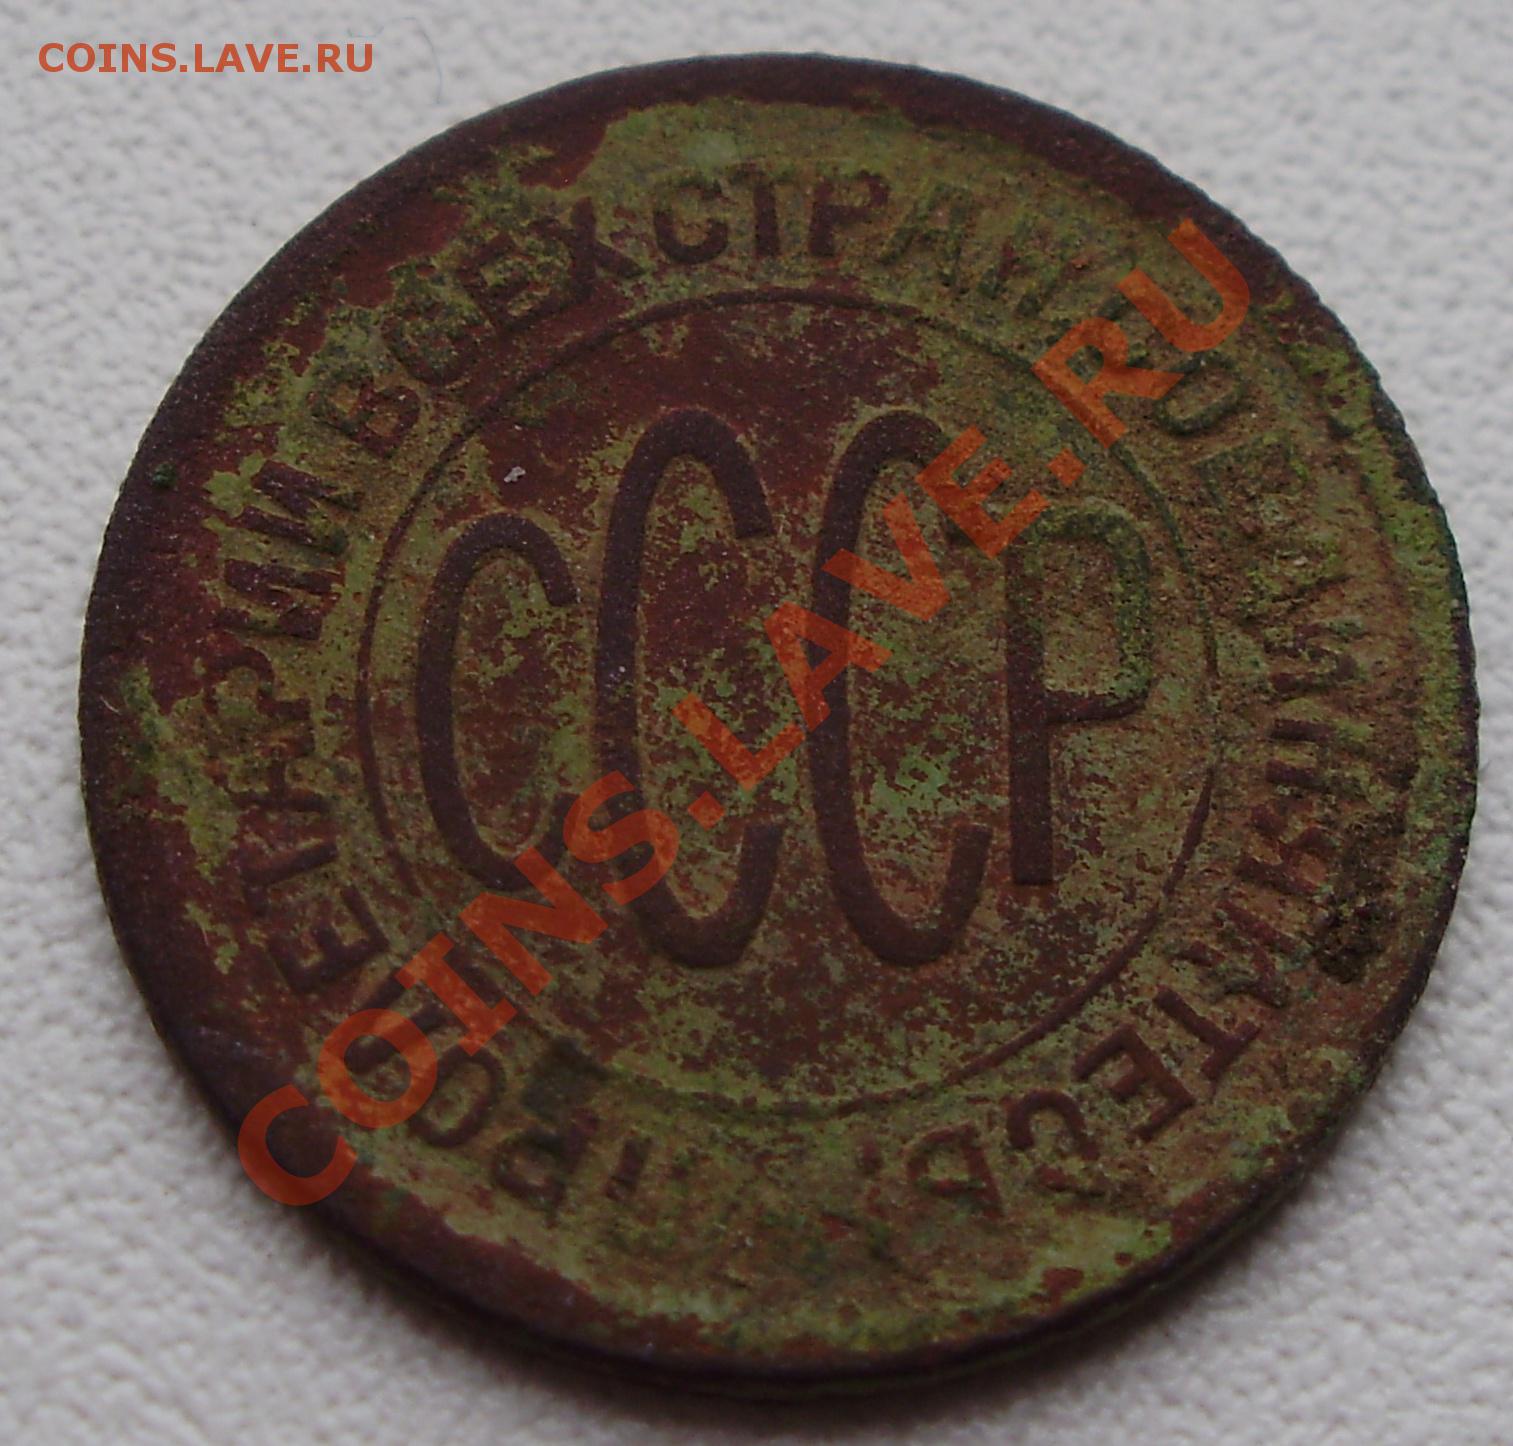 COINS.LAVE.RU
ПРОЛЕТАРИИ ВСЕХ СТРАН, СОЕДИНЯЙТЕСЬ!
СССР
COINS.LAVE.RU